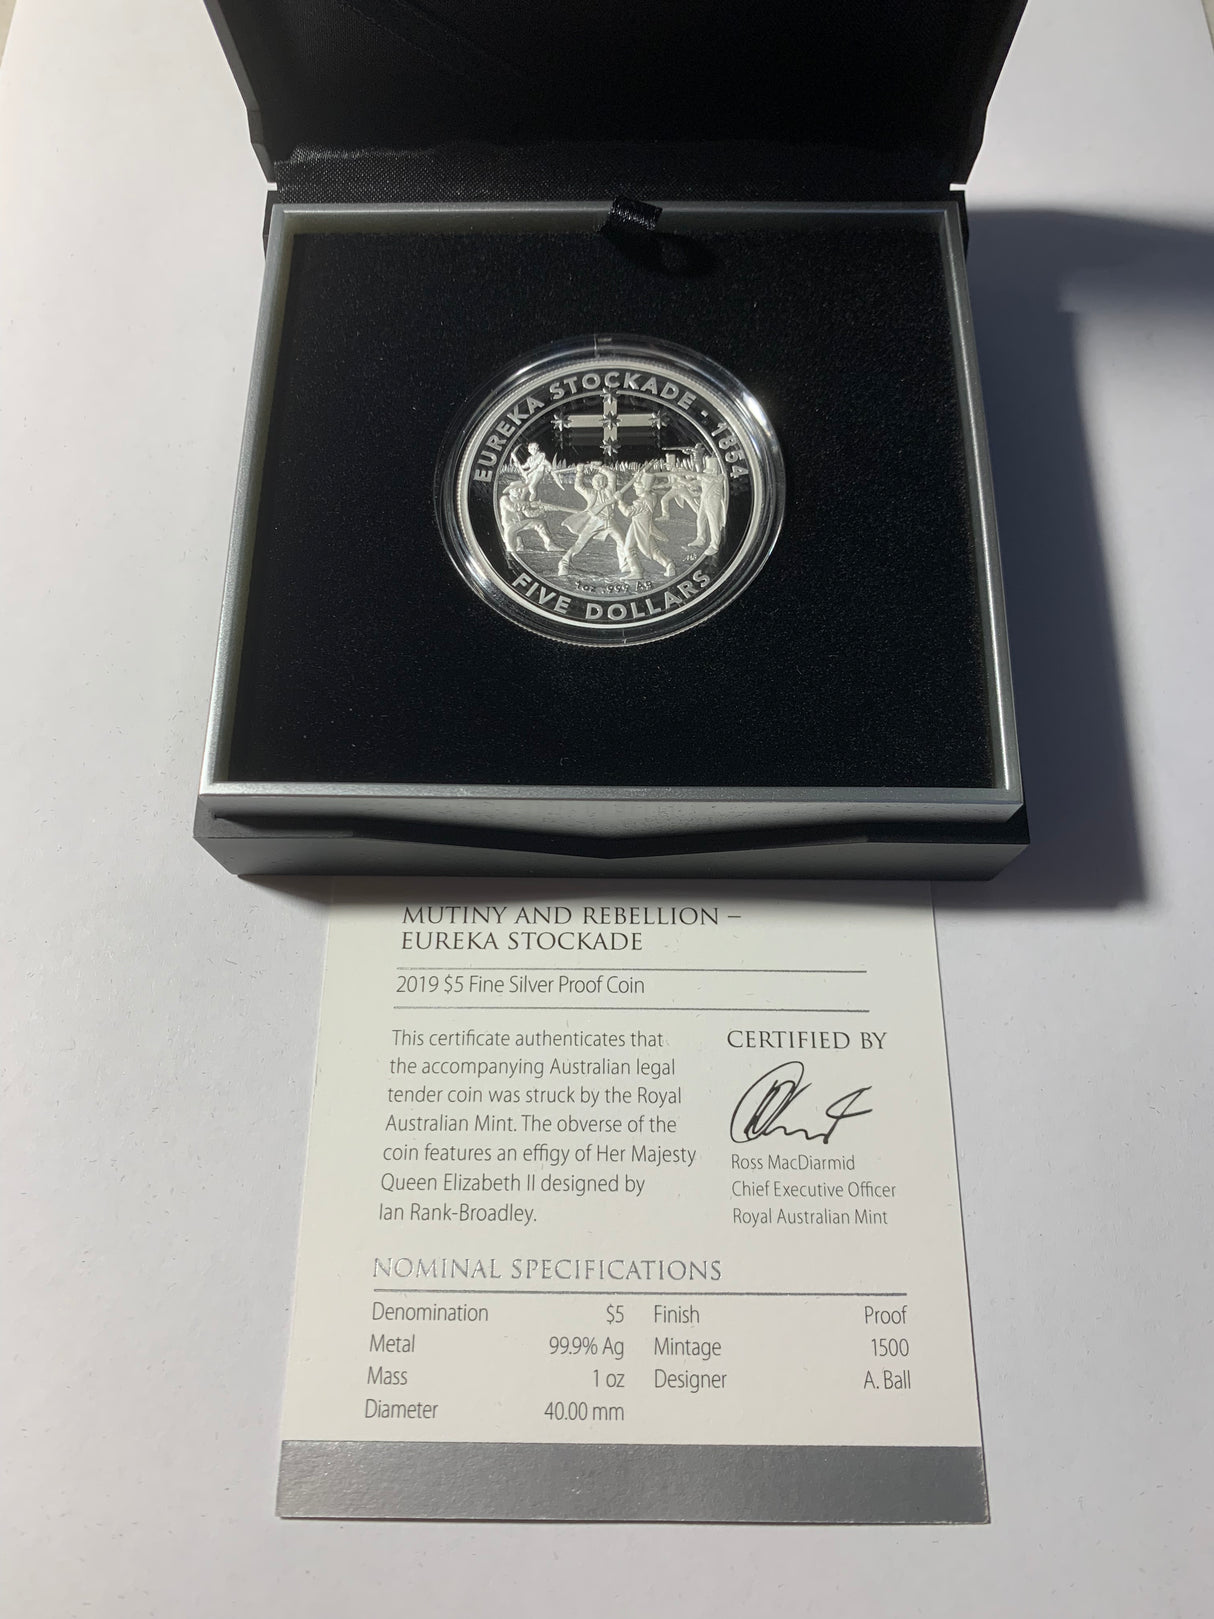 EUREKA STOCKADE · 1854
1oz .999 Ag
FIVE DOLLARS
MUTINY AND REBELLION –
EUREKA STOCKADE
2019 $5 Fine Silver Proof Coin
This certificate authenticates that
the accompanying Australian legal
tender coin was struck by the Royal
Australian Mint. The obverse of the
coin features an effigy of Her Majesty
Queen Elizabeth II designed by
Ian Rank-Broadley.
CERTIFIED BY
Ross MacDiarmid
Chief Executive Officer
Royal Australian Mint
NOMINAL SPECIFICATIONS
Denomination $5 Finish Proof
Metal 99.9% Ag Mintage 1500
Mass 1 oz Designer A. Ball
Diameter 40.00 mm